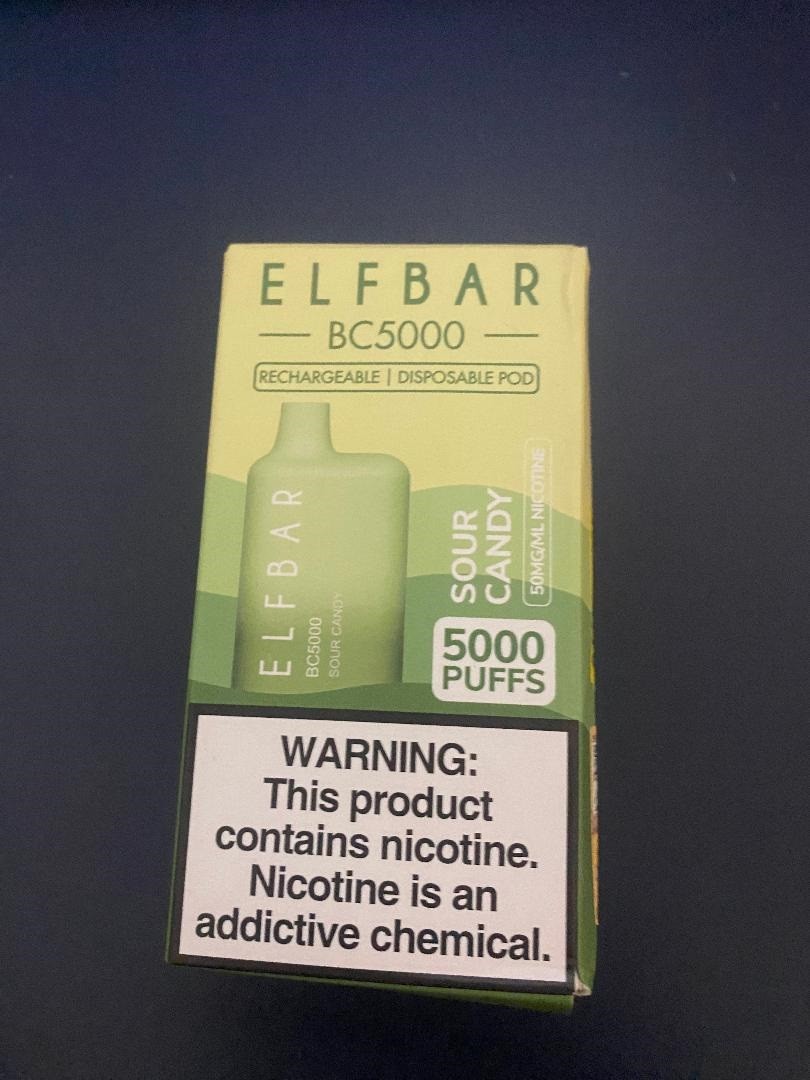 ELFBAR
BC5000
RECHARGEABLE | DISPOSABLE POD
ELFBAR
BC5000
SOUR CANDY
SOUR
CANDY
50MG/ML NICOTINE
5000
PUFFS
WARNING:
This product
contains nicotine.
Nicotine is an
addictive chemical.